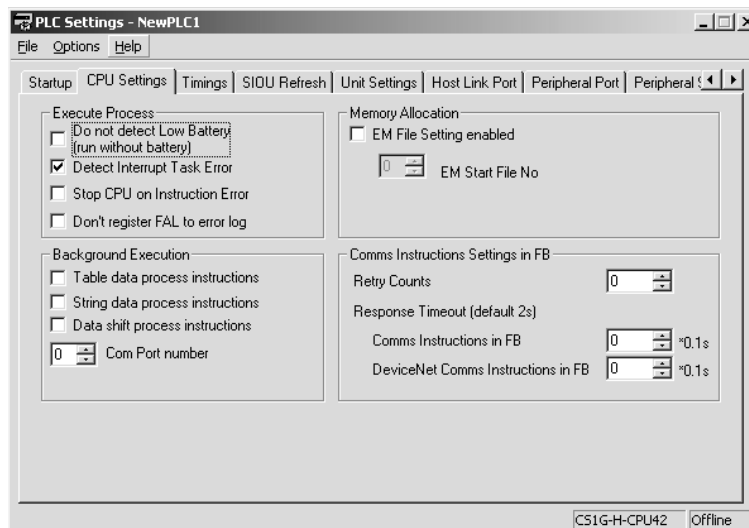 PLC Settings - NewPLC1
File Options Help
Startup CPU Settings Timings SIOU Refresh Unit Settings Host Link Port Peripheral Port Peripheral
Execute Process
Do not detect Low Battery
(run without battery)
Detect Interrupt Task Error
Stop CPU on Instruction Error
Don't register FAL to error log
Memory Allocation
EM File Setting enabled
0 EM Start File No
Background Execution
Table data process instructions
String data process instructions
Data shift process instructions
0 Com Port number
Comms Instructions Settings in FB
Retry Counts 0
Response Timeout (default 2s)
Comms Instructions in FB 0 *0.1s
DeviceNet Comms Instructions in FB 0 *0.1s
CS1G-H-CPU42 Offline